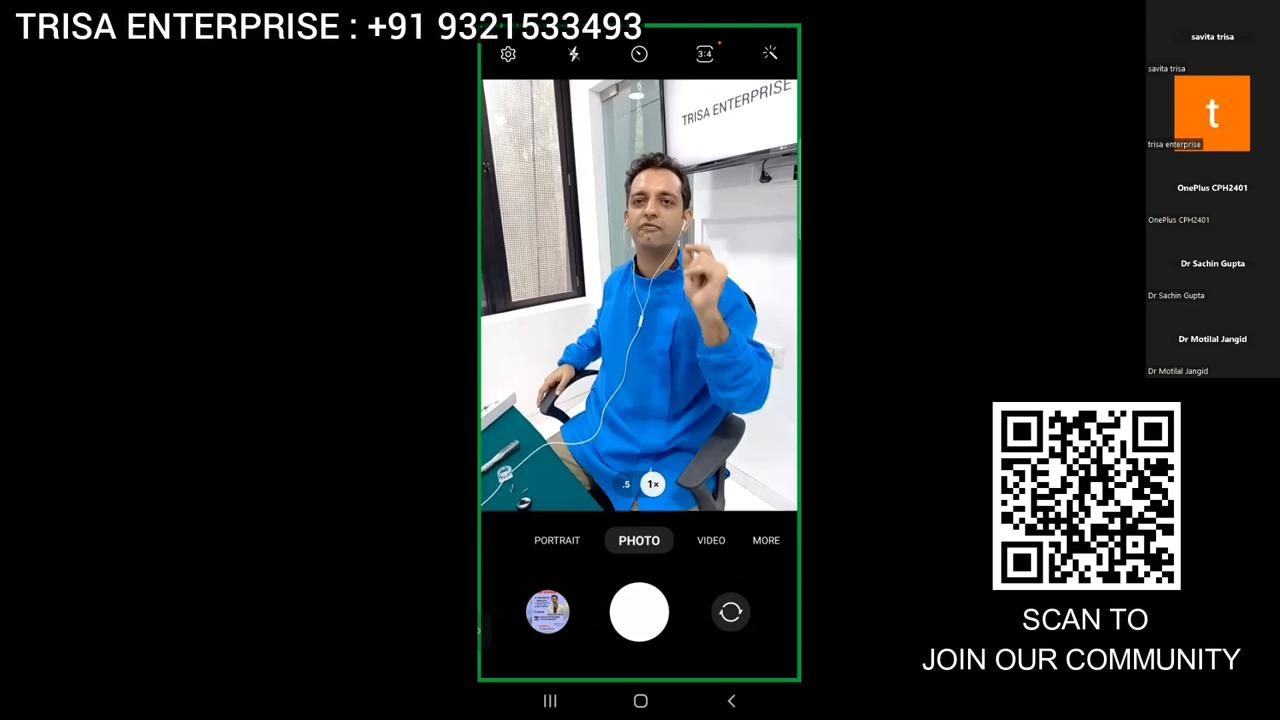 TRISA ENTERPRISE : +91 9321533493
3:4
TRISA ENTERPRISE
.5
1×
PORTRAIT
PHOTO
VIDEO
MORE
savita trisa
savita trisa
t
trisa enterprise
OnePlus CPH2401
OnePlus CPH2401
Dr Sachin Gupta
Dr Sachin Gupta
Dr Motilal Jangid
Dr Motilal Jangid
SCAN TO
JOIN OUR COMMUNITY